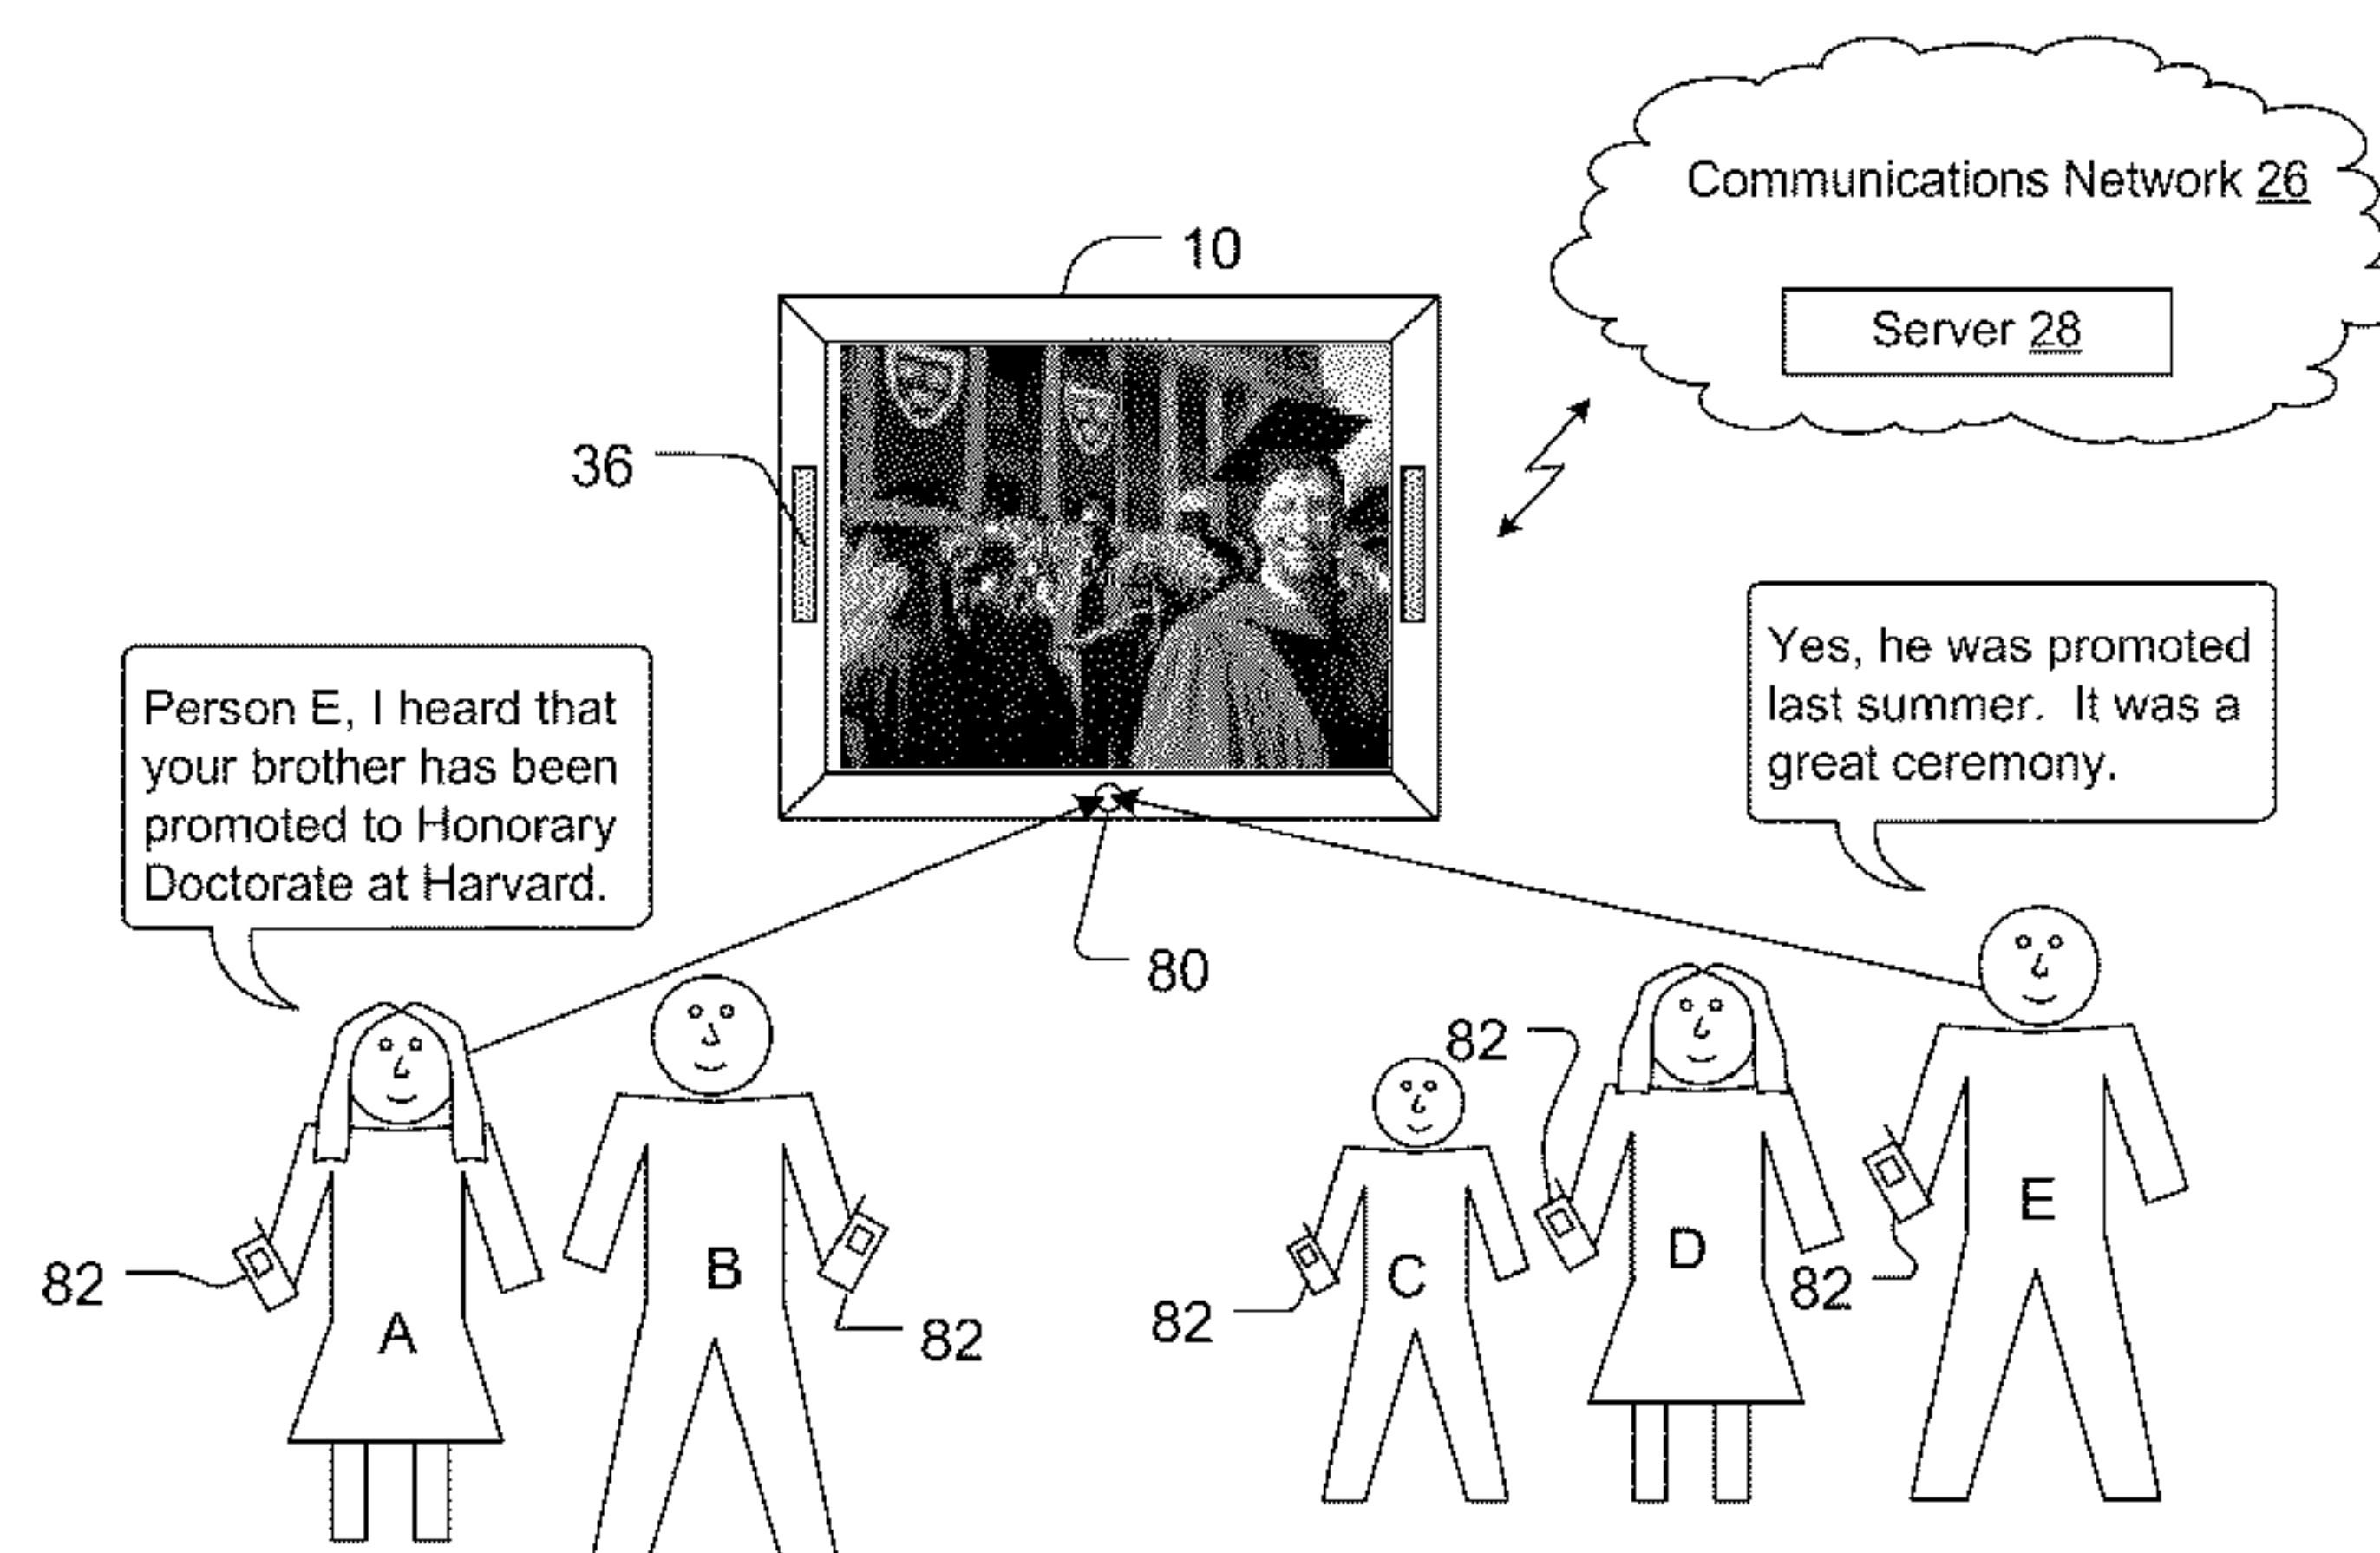 Communications Network 26
10
Server 28
36
Person E, I heard that
your brother has been
promoted to Honorary
Doctorate at Harvard.
Yes, he was promoted
last summer.  It was a
great ceremony.
80
82
82
82
82
82
A
B
C
D
E